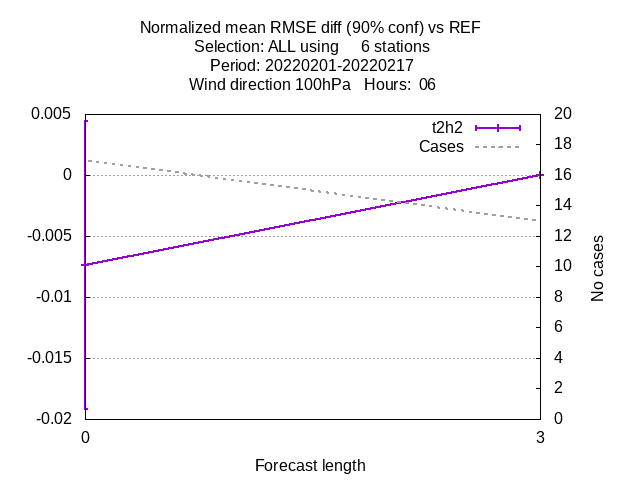 Normalized mean RMSE diff (90% conf) vs REF
Selection: ALL using 6 stations
Period: 20220201-20220217
Wind direction 100hPa Hours: 06
0.005
0
-0.005
-0.01
-0.015
-0.02
t2h2
Cases
20
18
16
14
12
10
8
6
4
2
0
No cases
0
3
Forecast length